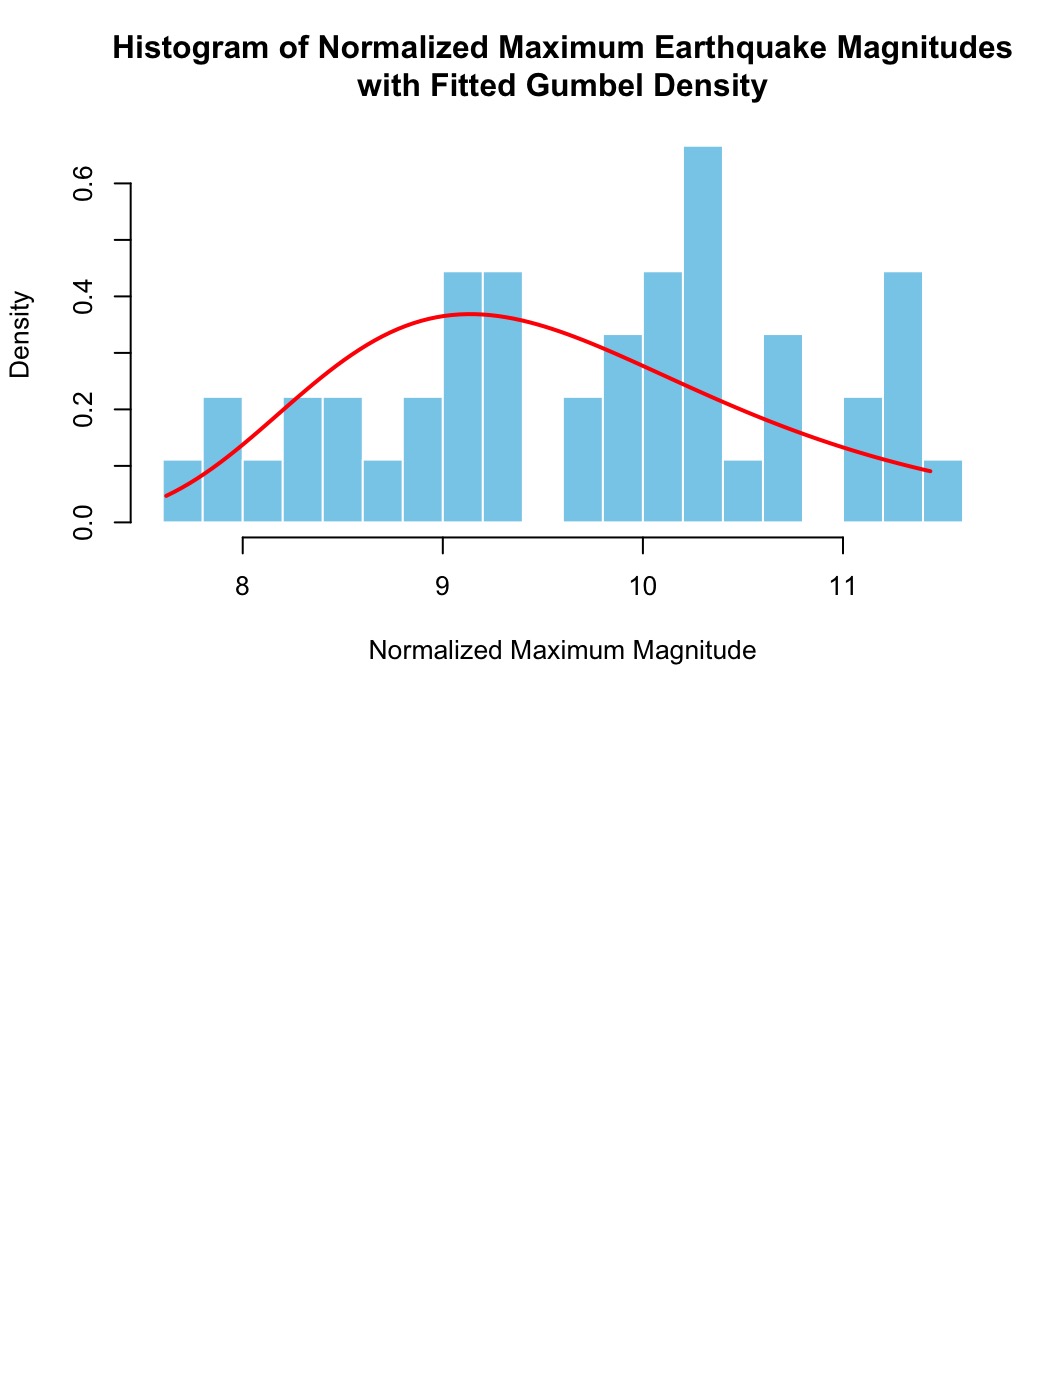 Histogram of Normalized Maximum Earthquake Magnitudes
with Fitted Gumbel Density
Density
0.6
0.4
0.2
0.0
8 9 10 11
Normalized Maximum Magnitude